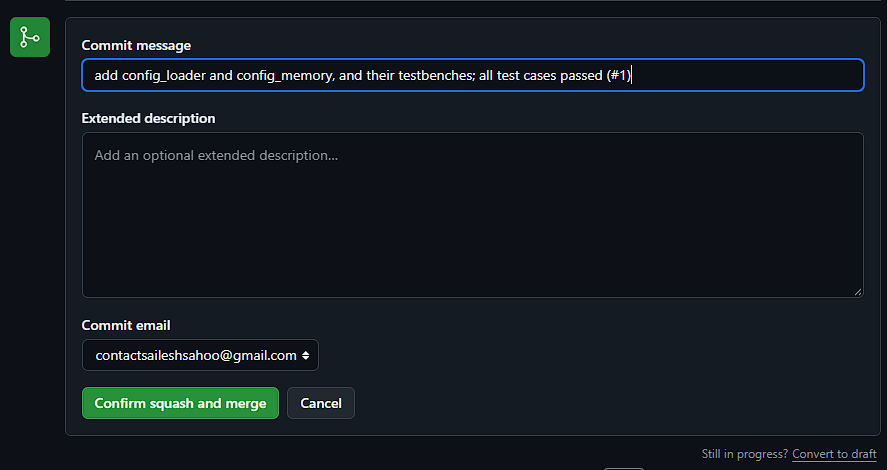 Commit message
add config_loader and config_memory, and their testbenches; all test cases passed (#1)
Extended description
Add an optional extended description...
Commit email
contactsaileshsahoo@gmail.com
Confirm squash and merge
Cancel
Still in progress? Convert to draft